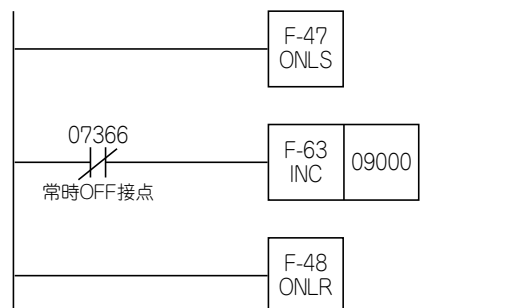 F-47
ONLS
07366
常時OFF接点
F-63
INC
09000
F-48
ONLR